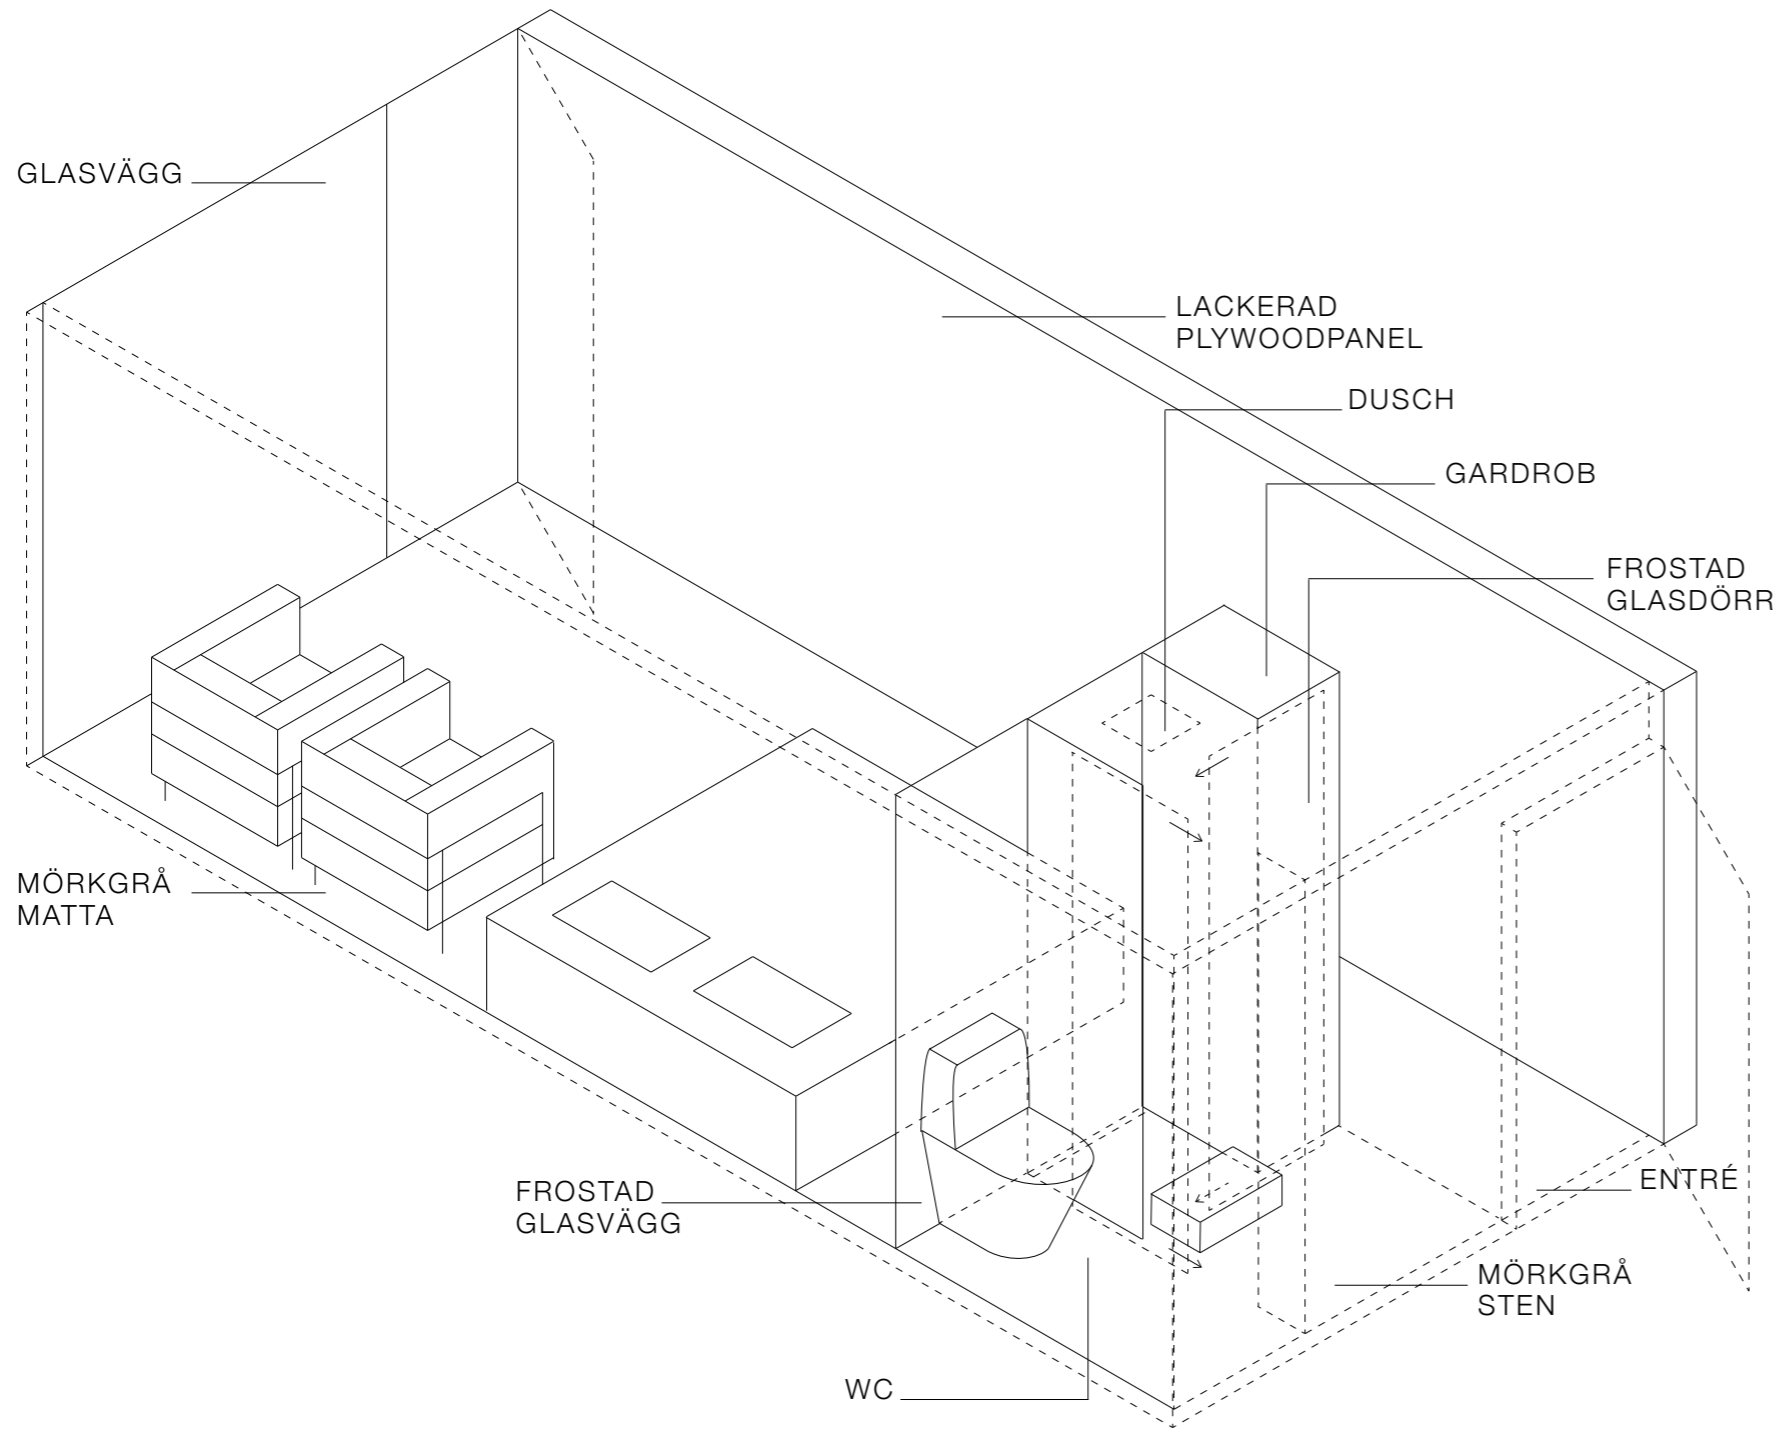 GLASVÄGG
LACKERAD
PLYWOODPANEL
DUSCH
GARDROB
FROSTAD
GLASDÖRR
MÖRKGRÅ
MATTA
FROSTAD
GLASVÄGG
ENTRÉ
MÖRKGRÅ
STEN
WC